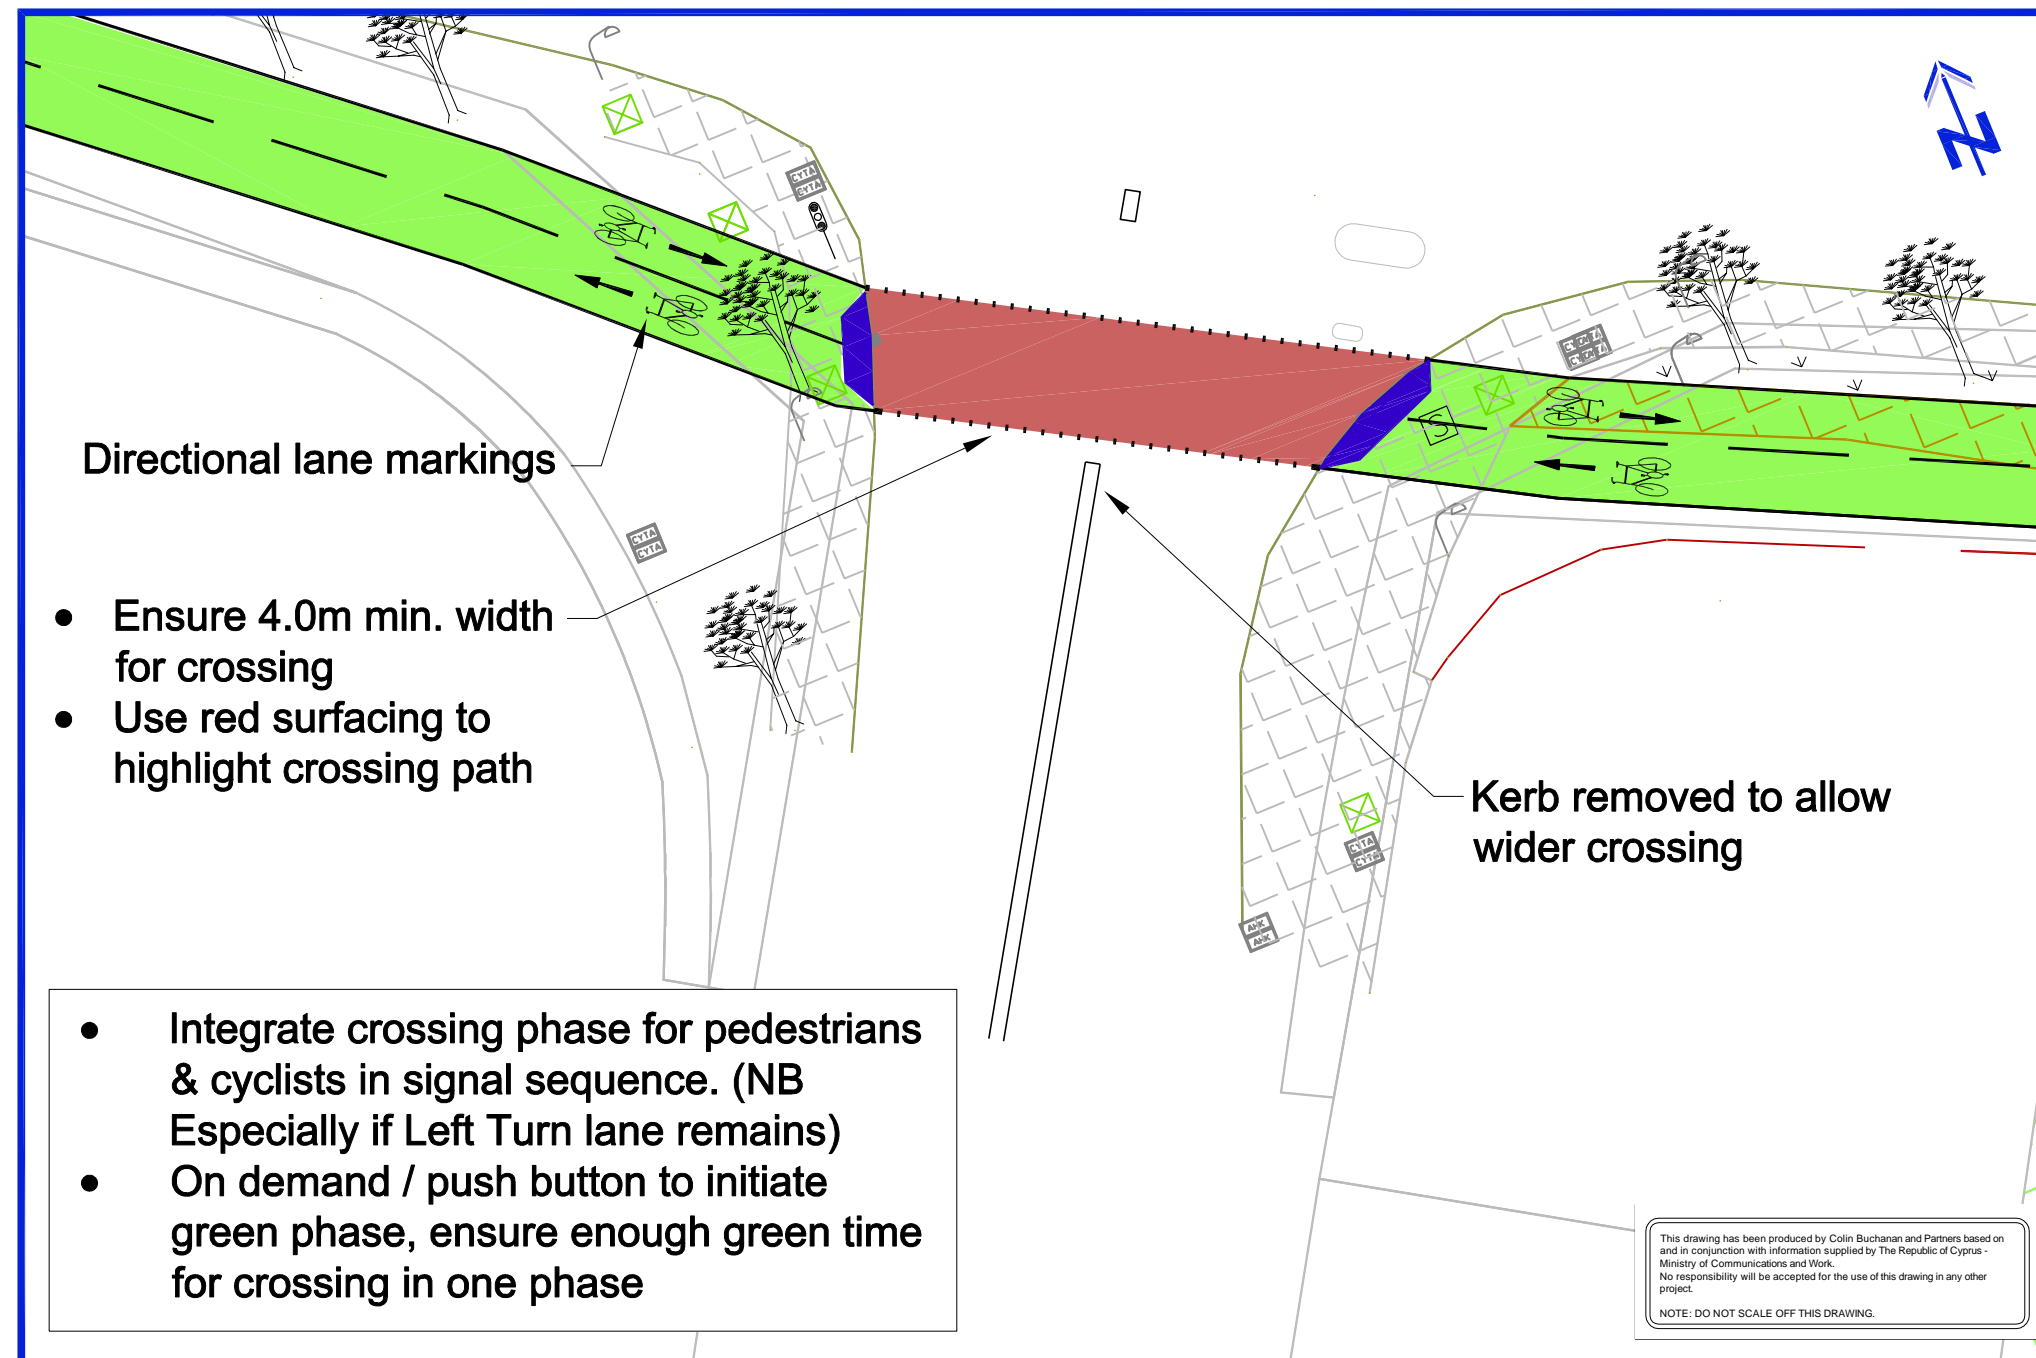 CYTA
CYTA
CYTA
CYTA
Directional lane markings
CYTA
CYTA
• Ensure 4.0m min. width
for crossing
• Use red surfacing to
highlight crossing path
Kerb removed to allow
wider crossing
CYTA
CYTA
AHK
AHK
• Integrate crossing phase for pedestrians
& cyclists in signal sequence. (NB
Especially if Left Turn lane remains)
• On demand / push button to initiate
green phase, ensure enough green time
for crossing in one phase
This drawing has been produced by Colin Buchanan and Partners based on
and in conjunction with information supplied by The Republic of Cyprus -
Ministry of Communications and Work.
No responsibility will be accepted for the use of this drawing in any other
project.
NOTE: DO NOT SCALE OFF THIS DRAWING.